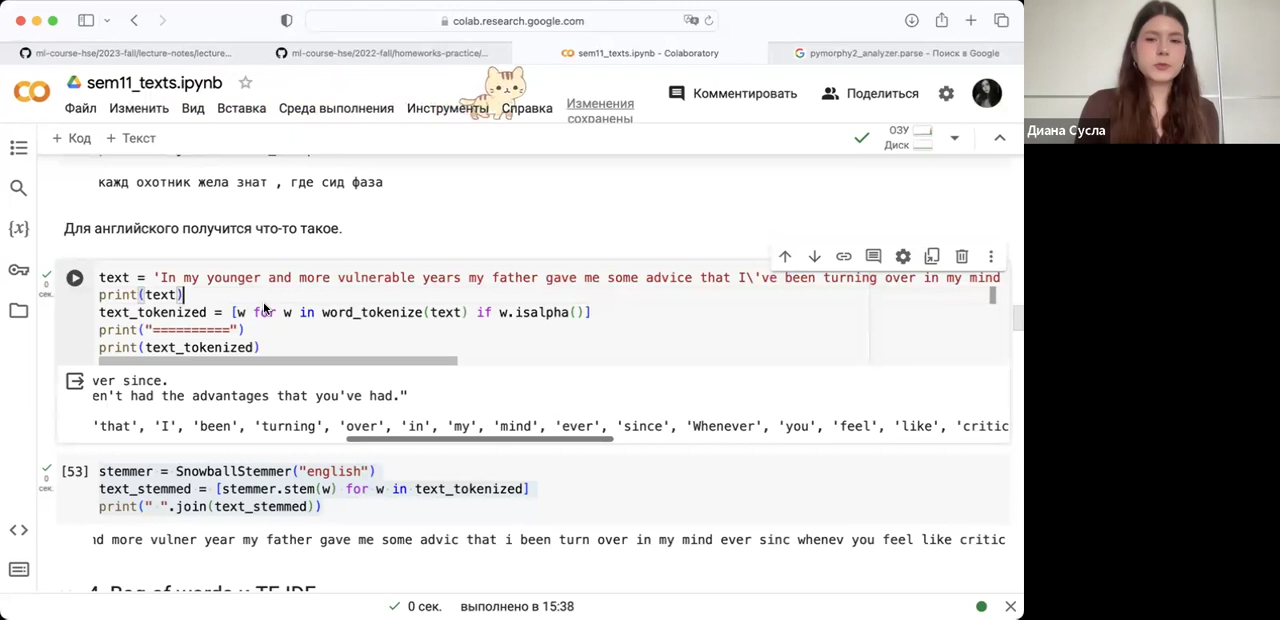 colab.research.google.com
ml-course-hse/2023-fall/lecture-notes/lecture...
ml-course-hse/2022-fall/homeworks-practice/...
sem11_texts.ipynb - Colaboratory
pymorphy2_analyzer.parse - Поиск в Google
sem11_texts.ipynb
Файл Изменить Вид Вставка Среда выполнения Инструменты Справка Изменения сохранены
Комментировать Поделиться
Диана Сусла
+ Код + Текст
ОЗУ
Диск
кажд охотник жела знат , где сид фаза
Для английского получится что-то такое.
0 сек.
text = 'In my younger and more vulnerable years my father gave me some advice that I\'ve been turning over in my mind
print(text)
text_tokenized = [w for w in word_tokenize(text) if w.isalpha()]
print("==========")
print(text_tokenized)
ver since.
en't had the advantages that you've had."
'that', 'I', 'been', 'turning', 'over', 'in', 'my', 'mind', 'ever', 'since', 'Whenever', 'you', 'feel', 'like', 'critic
0 сек.
[53] stemmer = SnowballStemmer("english")
text_stemmed = [stemmer.stem(w) for w in text_tokenized]
print(" ".join(text_stemmed))
more vulner year my father gave me some advic that i been turn over in my mind ever sinc whenev you feel like critic
0 сек. выполнено в 15:38